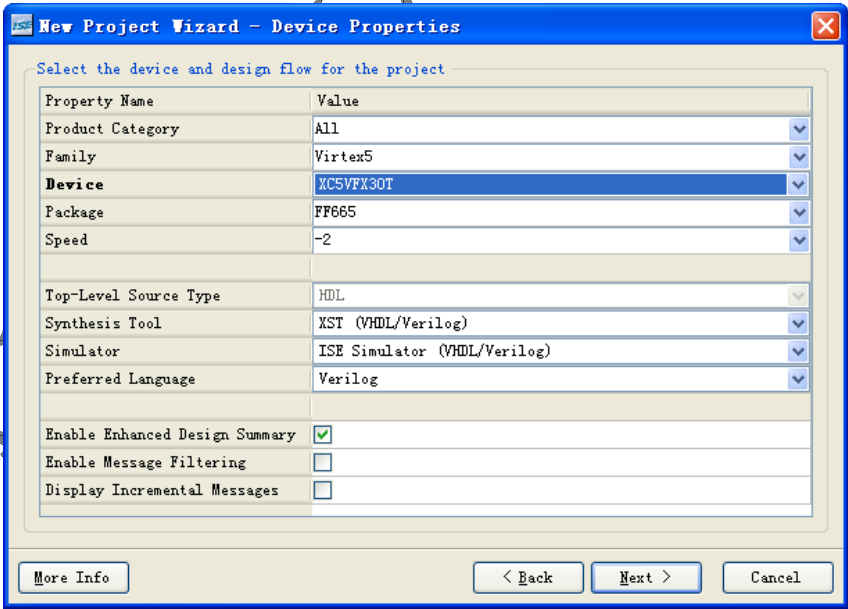 ISE New Project Wizard - Device Properties
Select the device and design flow for the project
Property Name Value
Product Category All
Family Virtex5
Device XC5VFX30T
Package FF665
Speed -2
Top-Level Source Type HDL
Synthesis Tool XST (VHDL/Verilog)
Simulator ISE Simulator (VHDL/Verilog)
Preferred Language Verilog
Enable Enhanced Design Summary
Enable Message Filtering
Display Incremental Messages
More Info < Back Next > Cancel